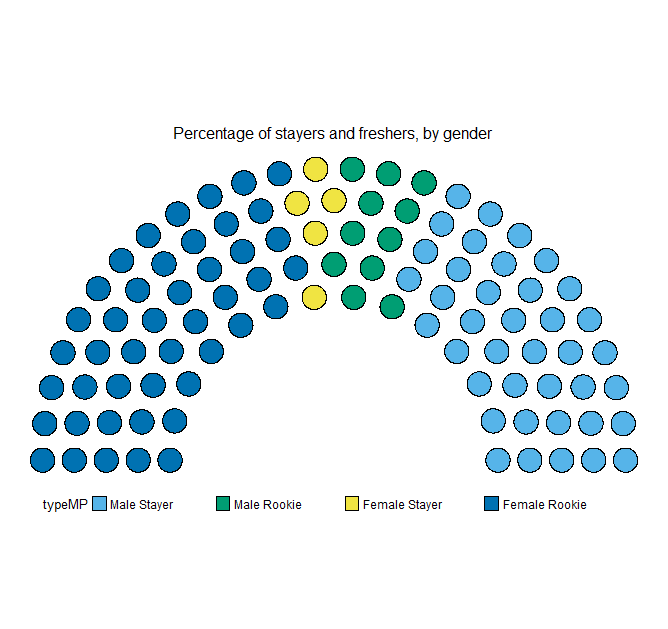 Percentage of stayers and freshers, by gender
typeMP Male Stayer Male Rookie Female Stayer Female Rookie